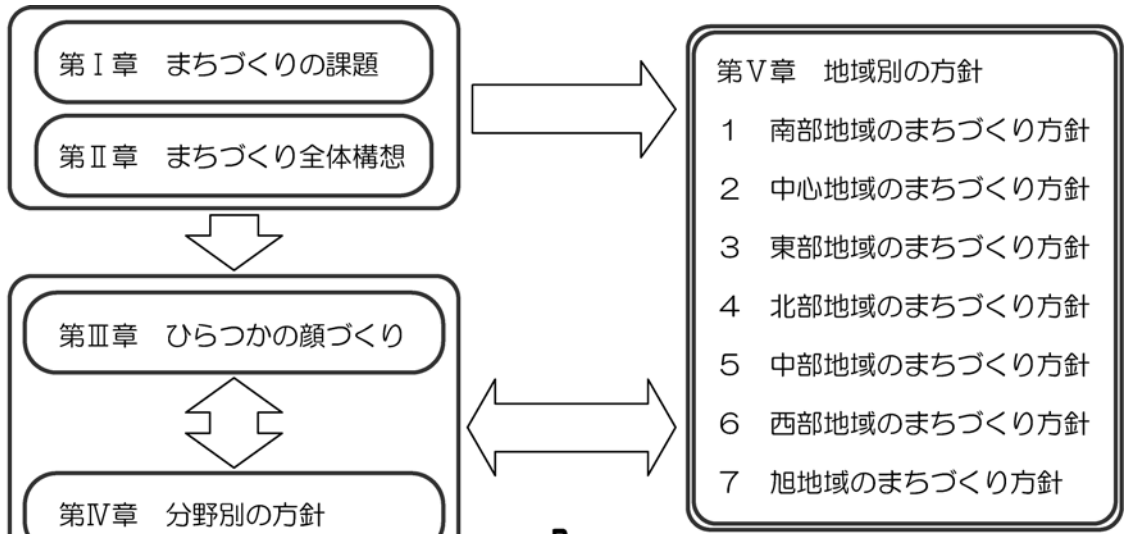 第Ⅰ章 まちづくりの課題
第Ⅱ章 まちづくり全体構想
第Ⅲ章 ひらつかの顔づくり
第Ⅳ章 分野別の方針
第Ⅴ章 地域別の方針
1 南部地域のまちづくり方針
2 中心地域のまちづくり方針
3 東部地域のまちづくり方針
4 北部地域のまちづくり方針
5 中部地域のまちづくり方針
6 西部地域のまちづくり方針
7 旭地域のまちづくり方針